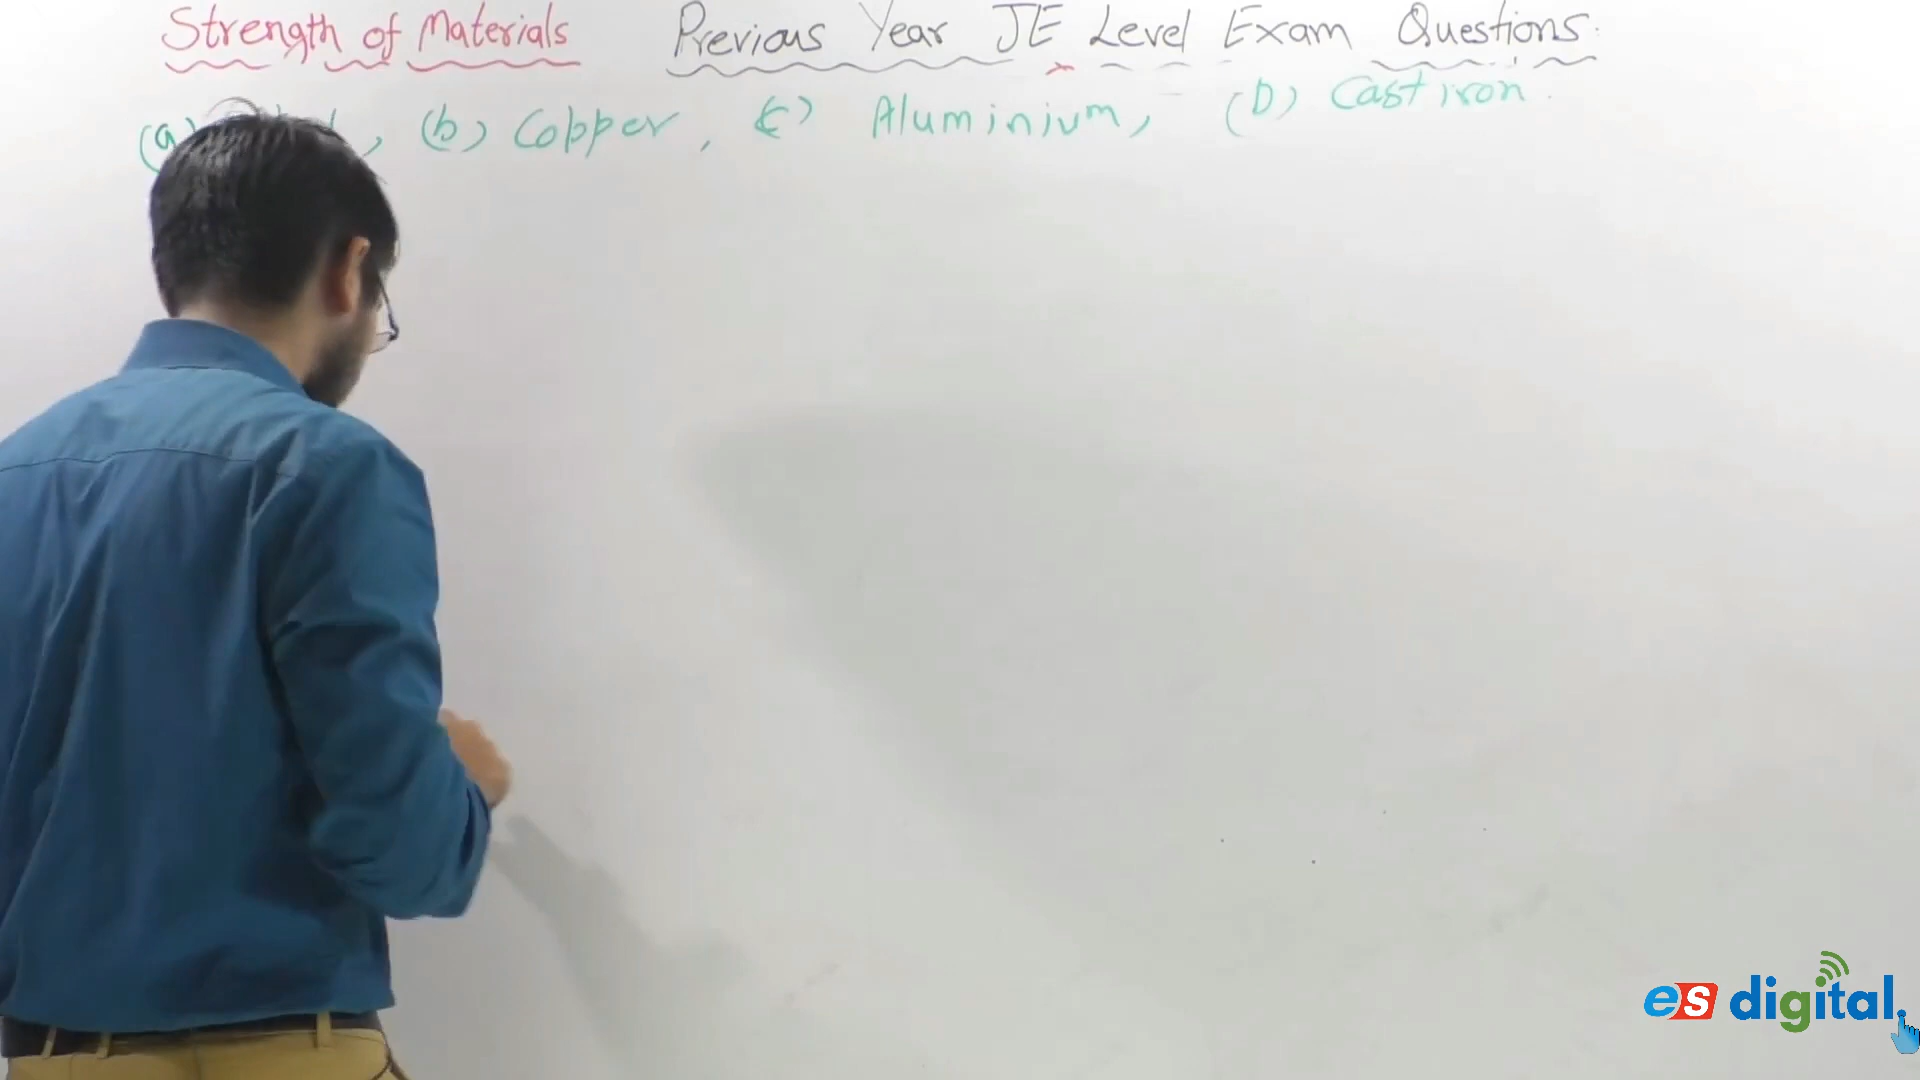 Strength of Materials Previous Year JE Level Exam Questions.
(a) , (b) Copper, (c) Aluminium, (D) Cast iron.
es digital.